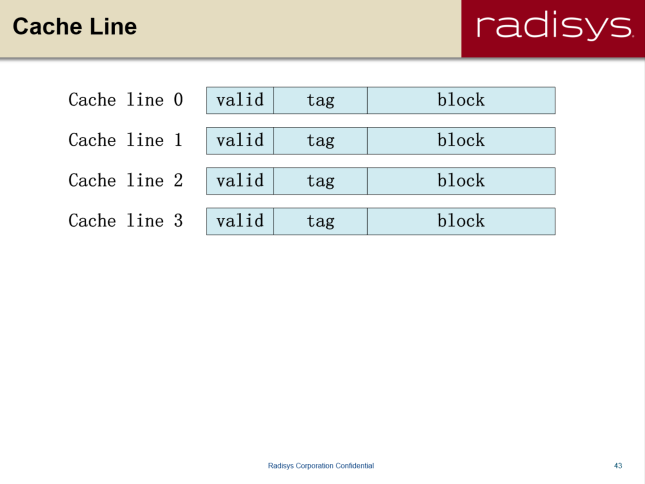 Cache Line
radisys.
Cache line 0 valid tag block
Cache line 1 valid tag block
Cache line 2 valid tag block
Cache line 3 valid tag block
Radisys Corporation Confidential
43